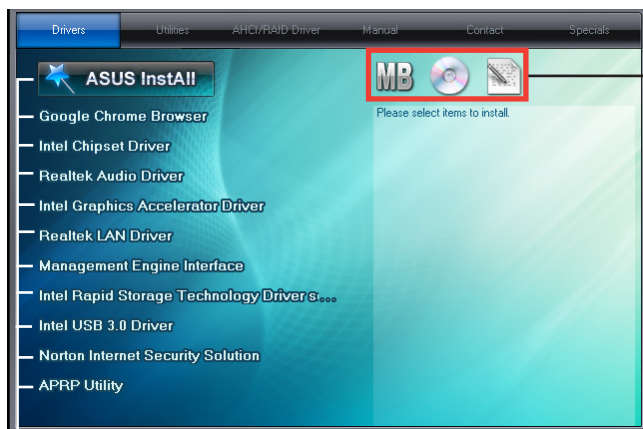 Drivers Utilities AHCI/RAID Driver Manual Contact Specials
ASUS InstAll
MB
Please select items to install.
Google Chrome Browser
Intel Chipset Driver
Realtek Audio Driver
Intel Graphics Accelerator Driver
Realtek LAN Driver
Management Engine Interface
Intel Rapid Storage Technology Driver s...
Intel USB 3.0 Driver
Norton Internet Security Solution
APRP Utility